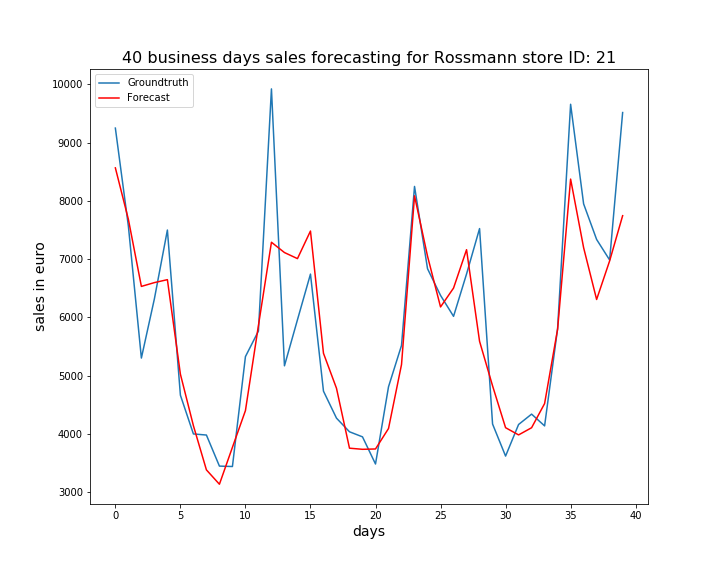 40 business days sales forecasting for Rossmann store ID: 21
Groundtruth
Forecast
sales in euro
10000
9000
8000
7000
6000
5000
4000
3000
0 5 10 15 20 25 30 35 40
days